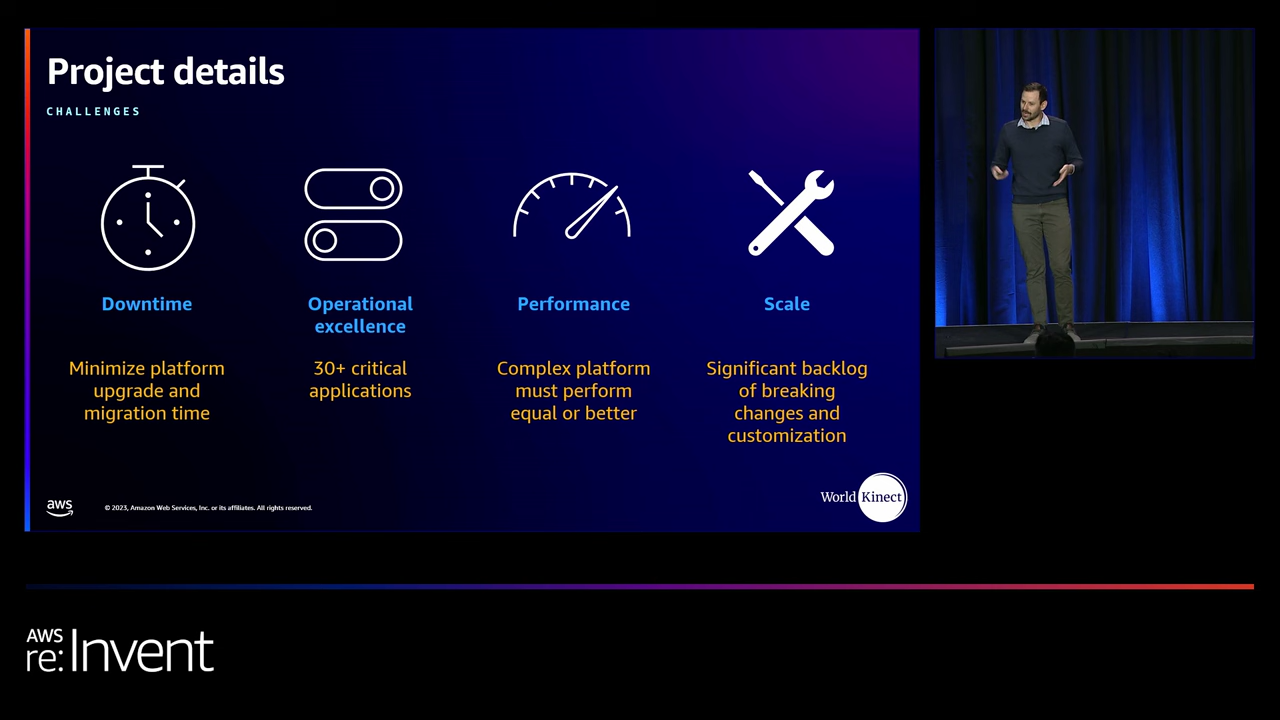 Project details
CHALLENGES
Downtime
Operational
excellence
Performance
Scale
Minimize platform
upgrade and
migration time
30+ critical
applications
Complex platform
must perform
equal or better
Significant backlog
of breaking
changes and
customization
aws
© 2023, Amazon Web Services, Inc. or its affiliates. All rights reserved.
World Kinect
AWS
re:Invent